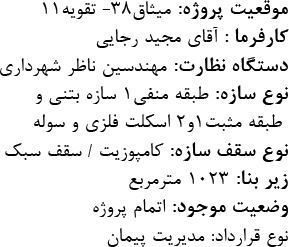 موقعیت پروژه: میثاق۳۸- تقویه۱۱
کارفرما : آقای مجید رجایی
دستگاه نظارت: مهندسین ناظر شهرداری
نوع سازه: طبقه منفی۱ سازه بتنی و
طبقه مثبت۱و۲ اسکلت فلزی و سوله
نوع سقف سازه: کامپوزیت / سقف سبک
زیر بنا: ۱۰۲۳ مترمربع
وضعیت موجود: اتمام پروژه
نوع قرارداد: مدیریت پیمان